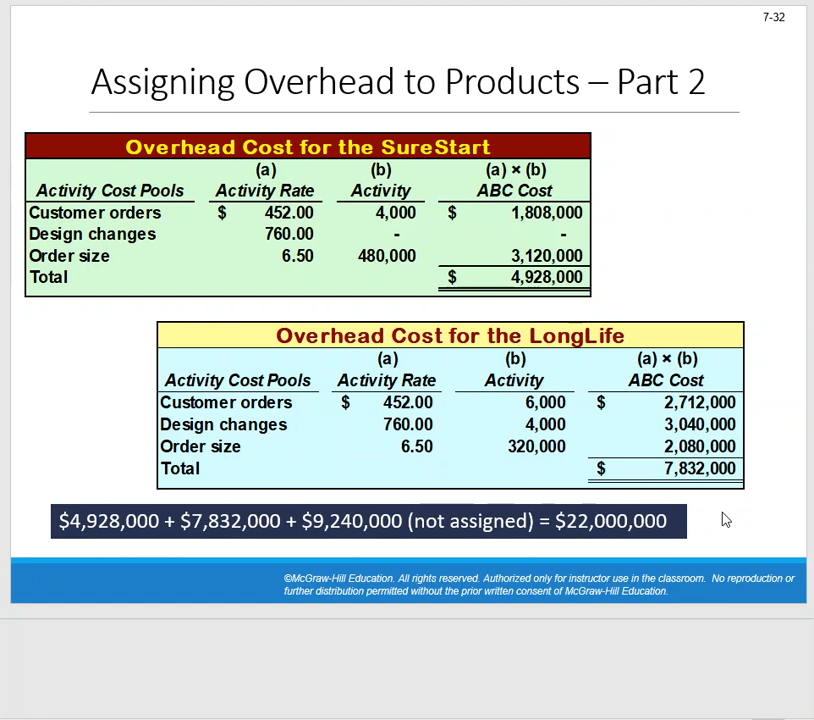 7-32
Assigning Overhead to Products – Part 2
Overhead Cost for the SureStart
(a) (b) (a) × (b)
Activity Cost Pools Activity Rate Activity ABC Cost
Customer orders $ 452.00 4,000 $ 1,808,000
Design changes 760.00 - -
Order size 6.50 480,000 3,120,000
Total $ 4,928,000
Overhead Cost for the LongLife
(a) (b) (a) × (b)
Activity Cost Pools Activity Rate Activity ABC Cost
Customer orders $ 452.00 6,000 $ 2,712,000
Design changes 760.00 4,000 3,040,000
Order size 6.50 320,000 2,080,000
Total $ 7,832,000
$4,928,000 + $7,832,000 + $9,240,000 (not assigned) = $22,000,000
©McGraw-Hill Education. All rights reserved. Authorized only for instructor use in the classroom. No reproduction or
further distribution permitted without the prior written consent of McGraw-Hill Education.